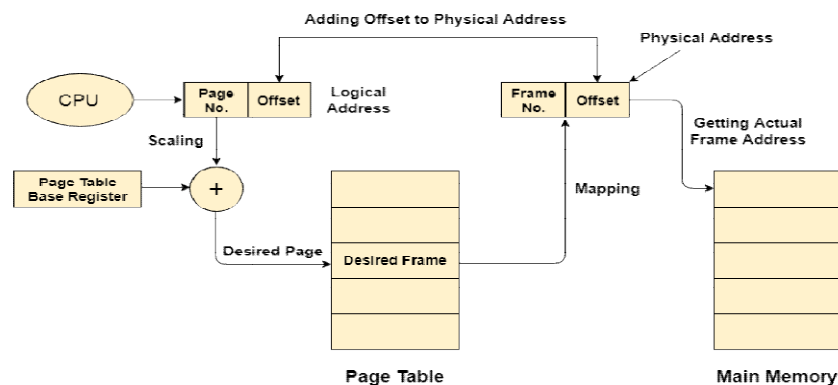 Adding Offset to Physical Address
Physical Address
CPU
Page
No.
Offset
Logical
Address
Frame
No.
Offset
Scaling
Getting Actual
Frame Address
Page Table
Base Register
+
Mapping
Desired Page
Desired Frame
Page Table
Main Memory